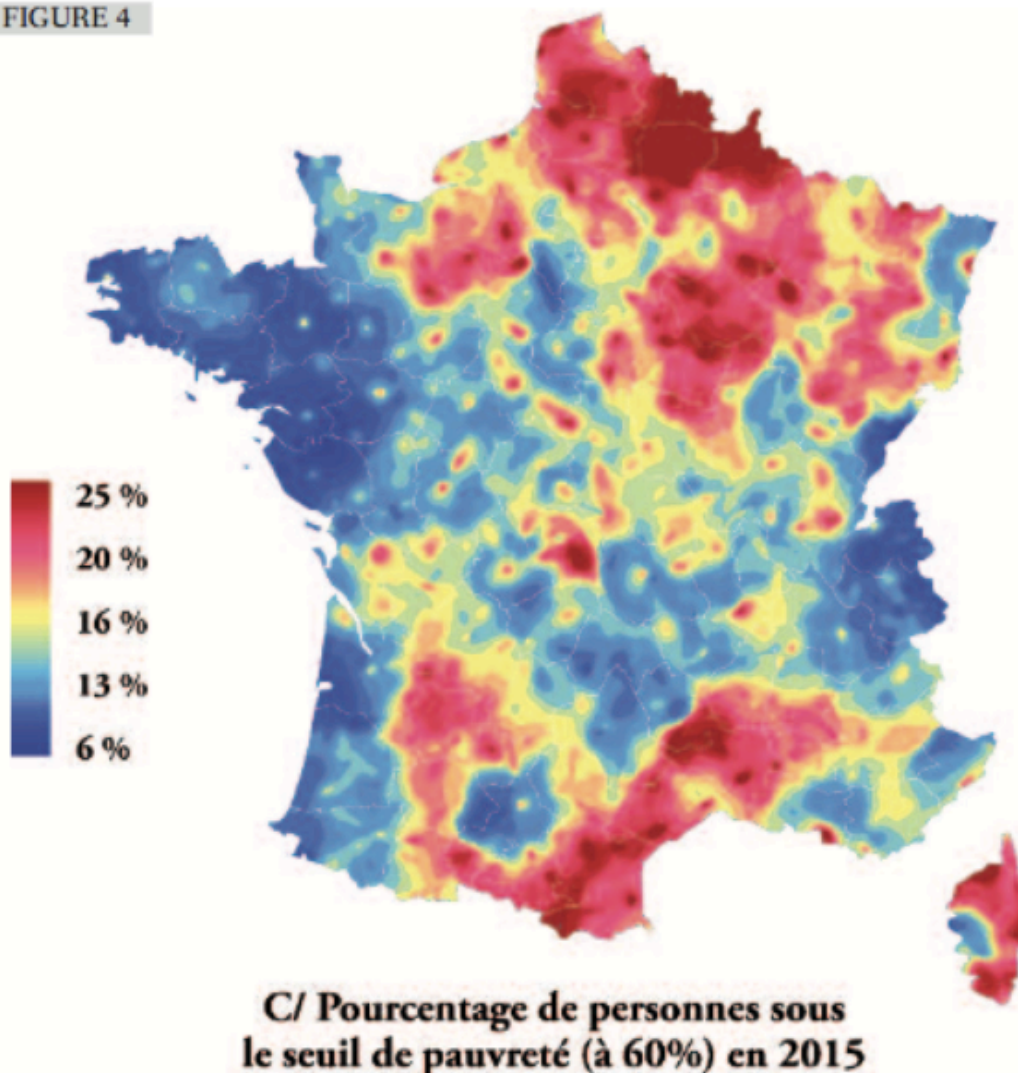 FIGURE 4
25 %
20 %
16 %
13 %
6 %
C/ Pourcentage de personnes sous
le seuil de pauvreté (à 60%) en 2015